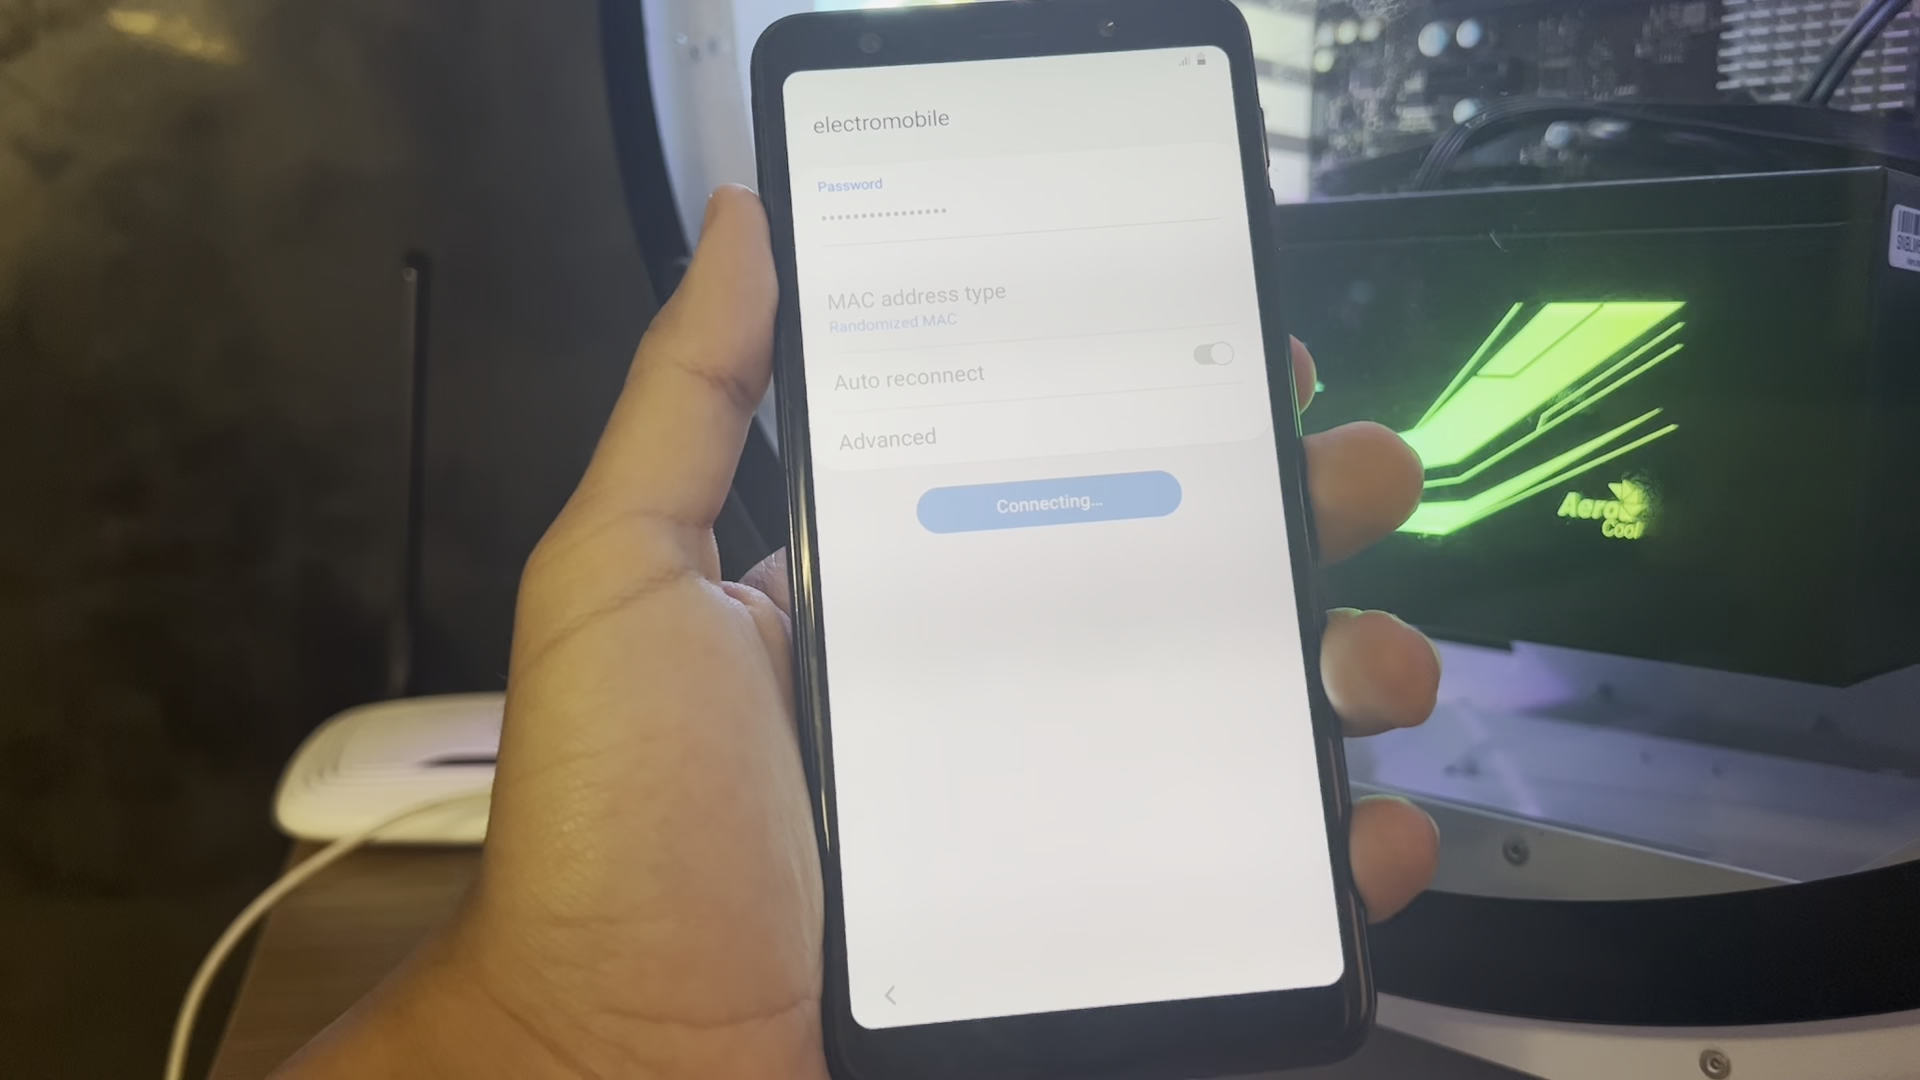 electromobile
Password
••••••••••••••••
MAC address type
Randomized MAC
Auto reconnect
Advanced
Connecting...
Aero
Cool